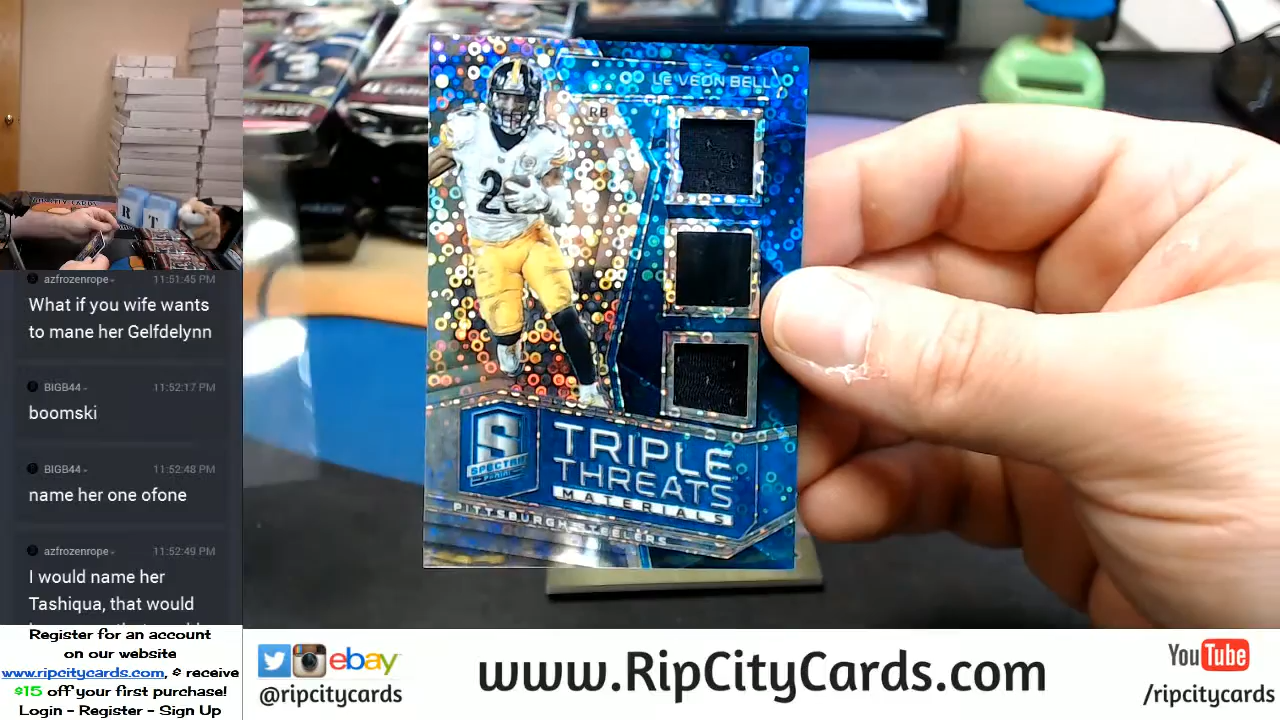 azfrozenrope
11:51:45 PM
What if you wife wants
to mane her Gelfdelynn
BIGB44
11:52:17 PM
boomski
BIGB44
11:52:48 PM
name her one ofone
azfrozenrope
11:52:49 PM
I would name her
Tashiqua, that would
Register for an account
on our website
www.ripcitycards.com, & receive
$15 off your first purchase!
Login - Register - Sign Up
R T
3
LE'VEON BELL
RB
2
S
SPECTRA
PANINI
TRIPLE
THREATS
MATERIALS
PITTSBURGH STEELERS
ebay
@ripcitycards
www.RipCityCards.com
YouTube
/ripcitycards